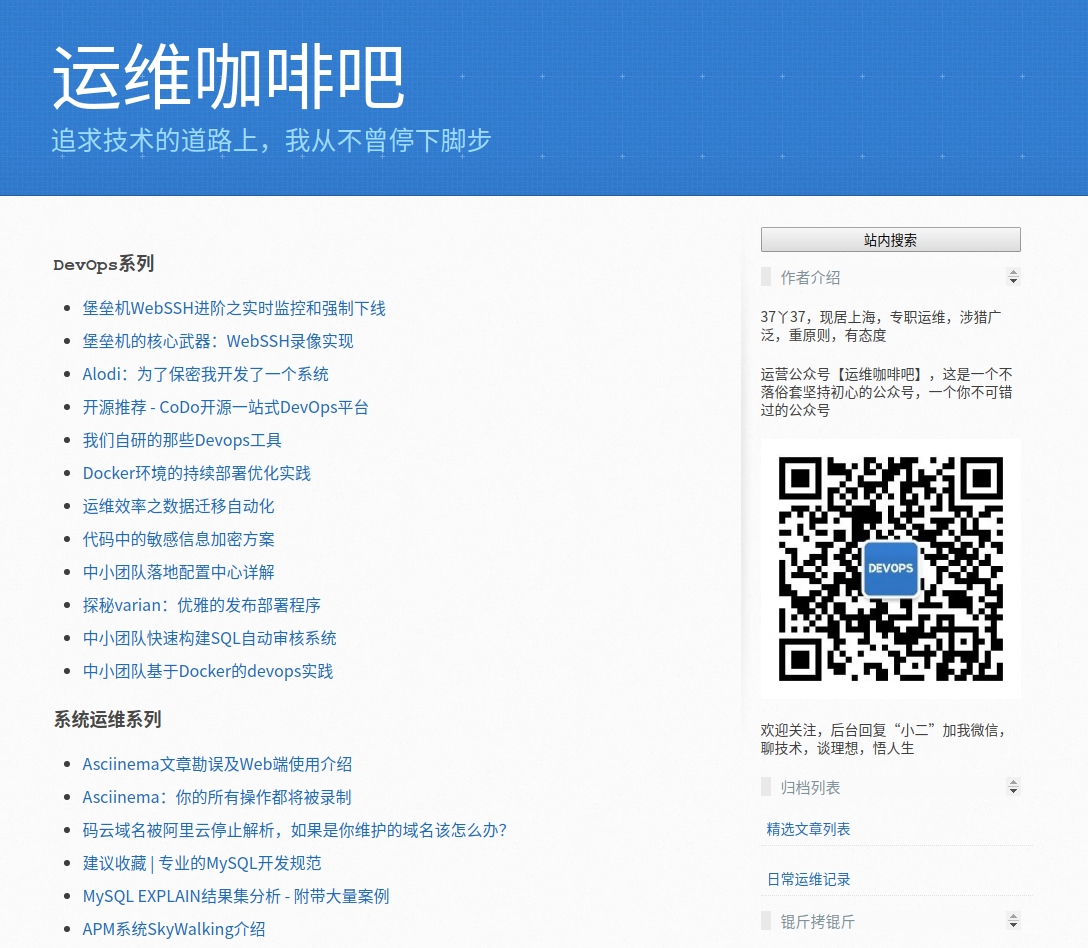 运维咖啡吧
追求技术的道路上，我从不曾停下脚步
DevOps系列
堡垒机WebSSH进阶之实时监控和强制下线
堡垒机的核心武器：WebSSH录像实现
Alodi：为了保密我开发了一个系统
开源推荐 - CoDo开源一站式DevOps平台
我们自研的那些Devops工具
Docker环境的持续部署优化实践
运维效率之数据迁移自动化
代码中的敏感信息加密方案
中小团队落地配置中心详解
探秘varian：优雅的发布部署程序
中小团队快速构建SQL自动审核系统
中小团队基于Docker的devops实践
系统运维系列
Asciinema文章勘误及Web端使用介绍
Asciinema：你的所有操作都将被录制
码云域名被阿里云停止解析，如果是你维护的域名该怎么办？
建议收藏 | 专业的MySQL开发规范
MySQL EXPLAIN结果集分析 - 附带大量案例
APM系统SkyWalking介绍
站内搜索
作者介绍
37丫37，现居上海，专职运维，涉猎广
泛，重原则，有态度
运营公众号【运维咖啡吧】，这是一个不
落俗套坚持初心的公众号，一个你不可错
过的公众号
DEVOPS
欢迎关注，后台回复“小二”加我微信，
聊技术，谈理想，悟人生
归档列表
精选文章列表
日常运维记录
锟斤拷锟斤